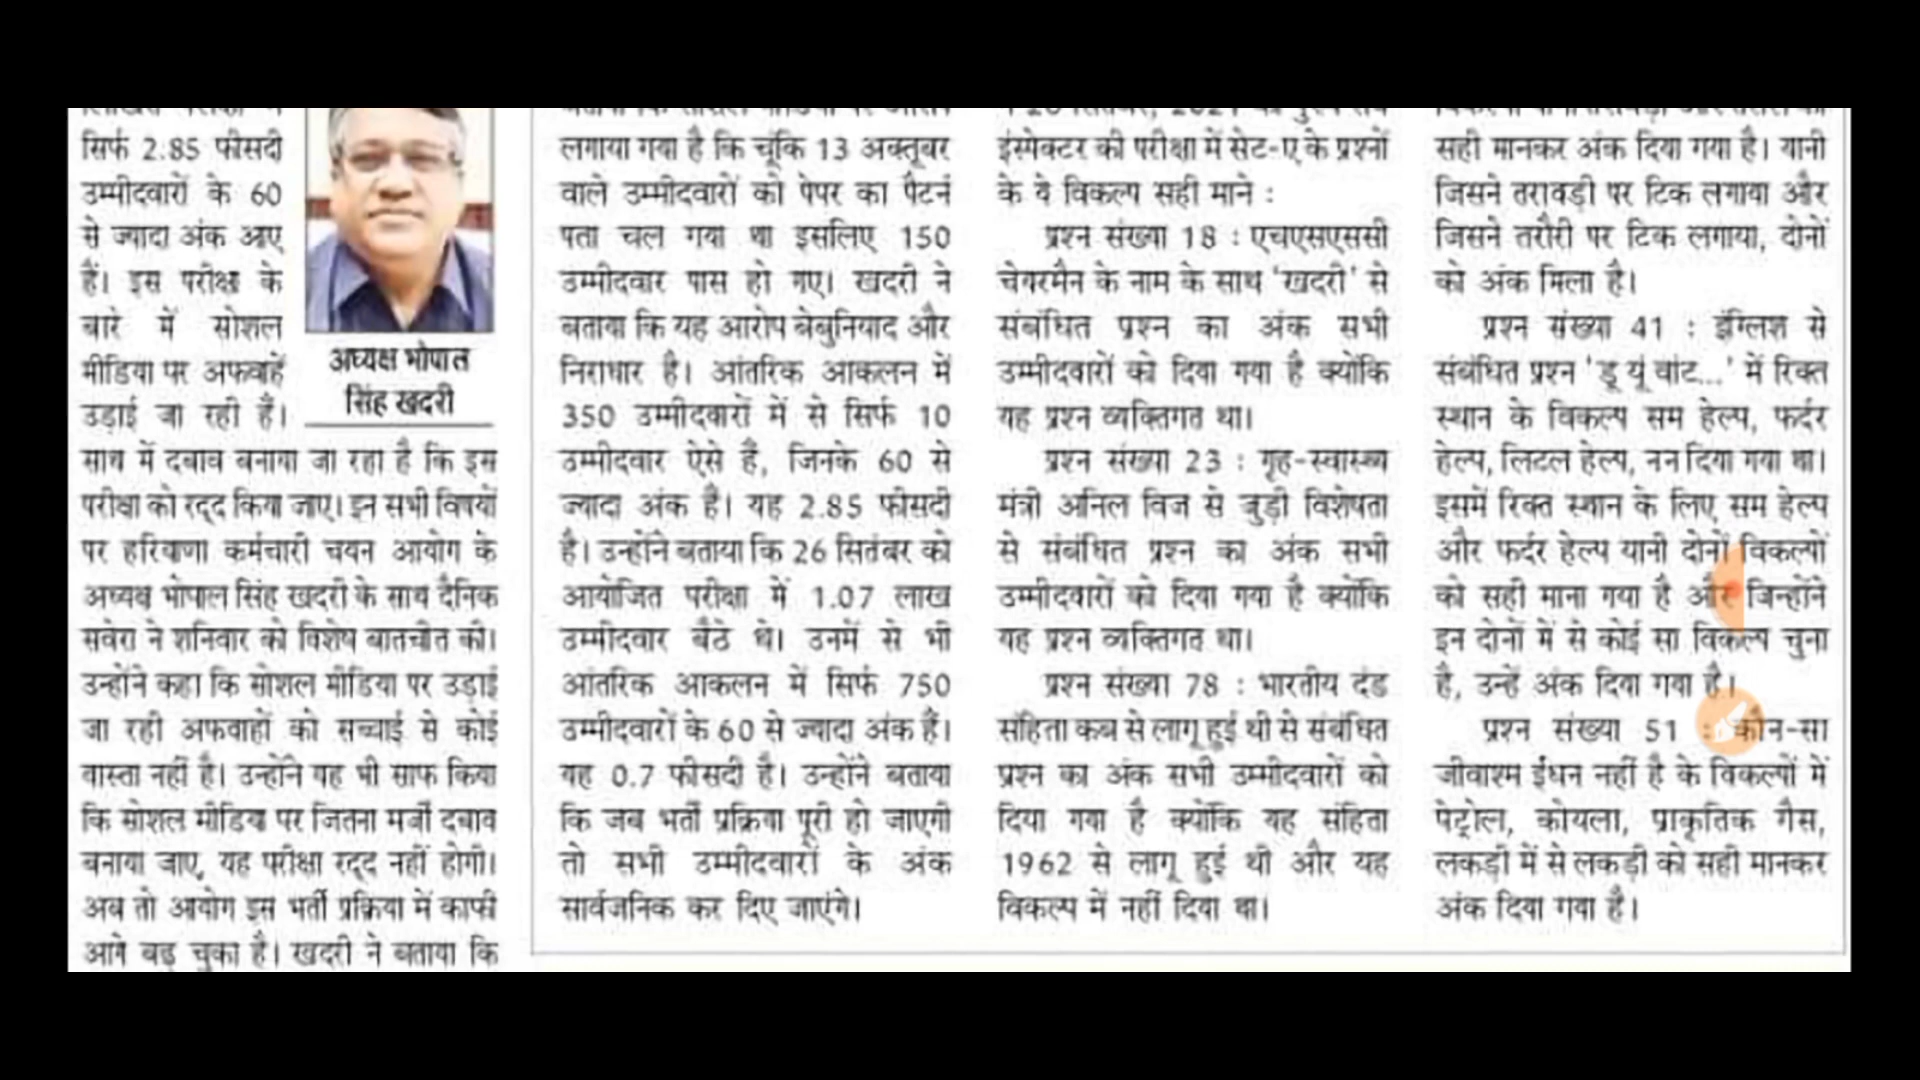 सिर्फ 2.85 फीसदी
उम्मीदवारों के 60
से ज्यादा अंक आए
हैं। इस परीक्षा के
बारे में सोशल
मीडिया पर अफवाहें
उड़ाई जा रही हैं।
अध्यक्ष भोपाल
सिंह खदरी
साथ में दबाव बनाया जा रहा है कि इस
परीक्षा को रद्द किया जाए। इन सभी विषयों
पर हरियाणा कर्मचारी चयन आयोग के
अध्यक्ष भोपाल सिंह खदरी के साथ दैनिक
सवेरा ने शनिवार को विशेष बातचीत की।
उन्होंने कहा कि सोशल मीडिया पर उड़ाई
जा रही अफवाहों को सच्चाई से कोई
वास्ता नहीं है। उन्होंने यह भी साफ किया
कि सोशल मीडिया पर जितना मर्जी दबाव
बनाया जाए, यह परीक्षा रद्द नहीं होगी।
अब तो आयोग इस भर्ती प्रक्रिया में काफी
आगे बढ़ चुका है। खदरी ने बताया कि
लगाया गया है कि चूंकि 13 अक्तूबर
वाले उम्मीदवारों को पेपर का पैटर्न
पता चल गया था इसलिए 150
उम्मीदवार पास हो गए। खदरी ने
बताया कि यह आरोप बेबुनियाद और
निराधार है। आंतरिक आकलन में
350 उम्मीदवारों में से सिर्फ 10
उम्मीदवार ऐसे हैं, जिनके 60 से
ज्यादा अंक हैं। यह 2.85 फीसदी
है। उन्होंने बताया कि 26 सितंबर को
आयोजित परीक्षा में 1.07 लाख
उम्मीदवार बैठे थे। उनमें से भी
आंतरिक आकलन में सिर्फ 750
उम्मीदवारों के 60 से ज्यादा अंक हैं।
यह 0.7 फीसदी है। उन्होंने बताया
कि जब भर्ती प्रक्रिया पूरी हो जाएगी
तो सभी उम्मीदवारों के अंक
सार्वजनिक कर दिए जाएंगे।
इंस्पेक्टर की परीक्षा में सेट-ए के प्रश्नों
के ये विकल्प सही माने :
प्रश्न संख्या 18 : एचएसएससी
चेयरमैन के नाम के साथ 'खदरी' से
संबंधित प्रश्न का अंक सभी
उम्मीदवारों को दिया गया है क्योंकि
यह प्रश्न व्यक्तिगत था।
प्रश्न संख्या 23 : गृह-स्वास्थ्य
मंत्री अनिल विज से जुड़ी विशेषता
से संबंधित प्रश्न का अंक सभी
उम्मीदवारों को दिया गया है क्योंकि
यह प्रश्न व्यक्तिगत था।
प्रश्न संख्या 78 : भारतीय दंड
संहिता कब से लागू हुई थी से संबंधित
प्रश्न का अंक सभी उम्मीदवारों को
दिया गया है क्योंकि यह संहिता
1962 से लागू हुई थी और यह
विकल्प में नहीं दिया था।
सही मानकर अंक दिया गया है। यानी
जिसने तरावड़ी पर टिक लगाया और
जिसने तरौरी पर टिक लगाया, दोनों
को अंक मिला है।
प्रश्न संख्या 41 : इंग्लिश से
संबंधित प्रश्न 'डू यूं वांट...' में रिक्त
स्थान के विकल्प सम हेल्प, फर्दर
हेल्प, लिटल हेल्प, नन दिया गया था।
इसमें रिक्त स्थान के लिए सम हेल्प
और फर्दर हेल्प यानी दोनों विकल्पों
को सही माना गया है और जिन्होंने
इन दोनों में से कोई सा विकल्प चुना
है, उन्हें अंक दिया गया है।
प्रश्न संख्या 51 : कौन-सा
जीवाश्म ईंधन नहीं है के विकल्पों में
पेट्रोल, कोयला, प्राकृतिक गैस,
लकड़ी में से लकड़ी को सही मानकर
अंक दिया गया है।